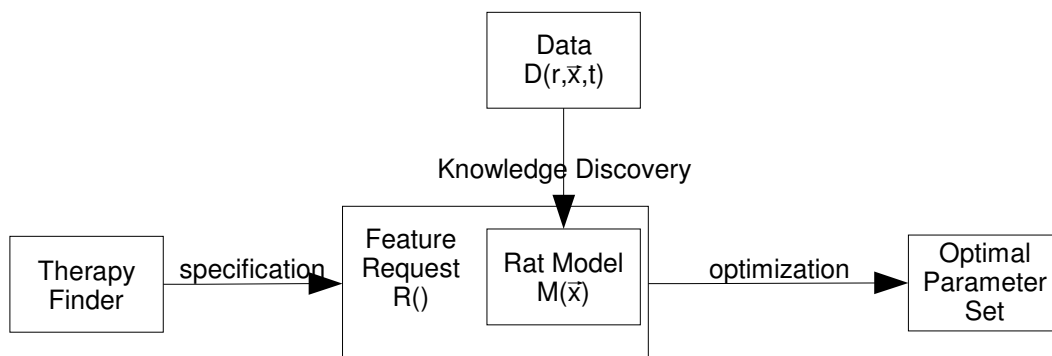 Data
D(r,x⃗,t)
Knowledge Discovery
Therapy
Finder
specification
Feature
Request
R()
Rat Model
M(x⃗)
optimization
Optimal
Parameter
Set